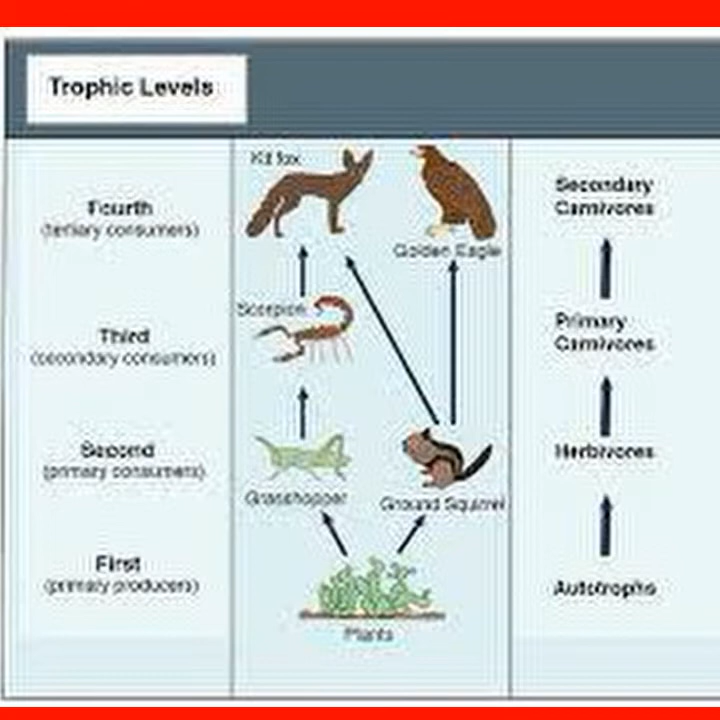 Trophic Levels
Kit fox
Golden Eagle
Fourth
(tertiary consumers)
Secondary
Carnivores
Scorpion
Third
(secondary consumers)
Primary
Carnivores
Second
(primary consumers)
Grasshopper
Ground Squirrel
Herbivores
First
(primary producers)
Plants
Autotrophs